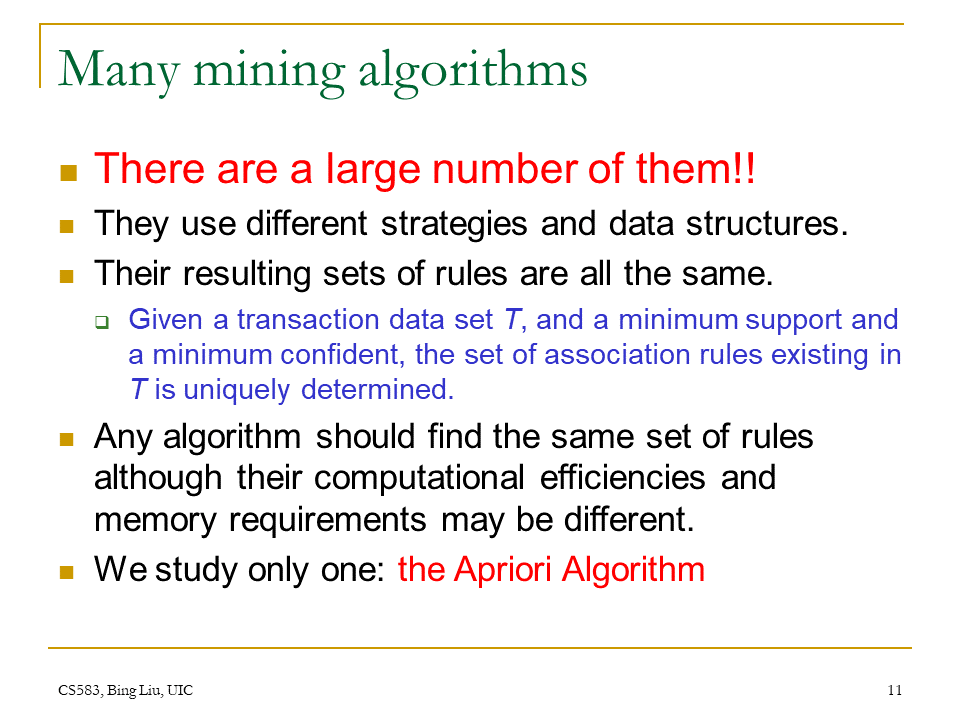 Many mining algorithms
There are a large number of them!!
They use different strategies and data structures.
Their resulting sets of rules are all the same.
Given a transaction data set T, and a minimum support and
a minimum confident, the set of association rules existing in
T is uniquely determined.
Any algorithm should find the same set of rules
although their computational efficiencies and
memory requirements may be different.
We study only one: the Apriori Algorithm
CS583, Bing Liu, UIC
11